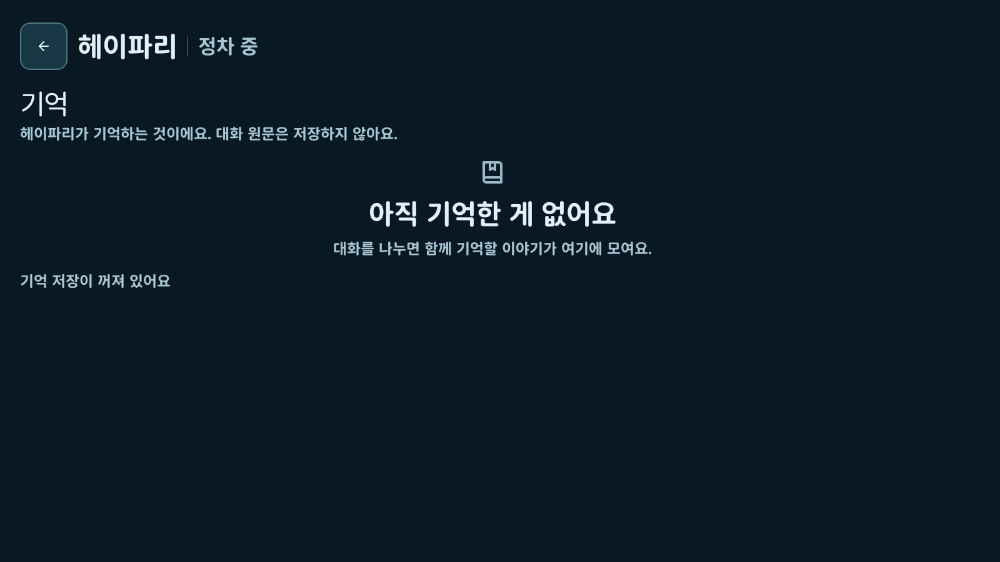 헤이파리
정차 중
기억
헤이파리가 기억하는 것이에요. 대화 원문은 저장하지 않아요.
아직 기억한 게 없어요
대화를 나누면 함께 기억할 이야기가 여기에 모여요.
기억 저장이 꺼져 있어요